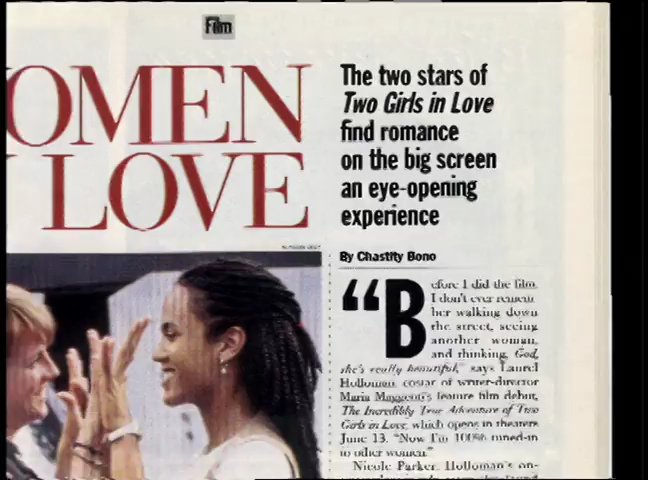 Film
OMEN
LOVE
The two stars of
Two Girls in Love
find romance
on the big screen
an eye-opening
experience
By Chastity Bono
“Before I did the film
I don't ever remem-
ber walking down
the street, seeing
another woman,
and thinking, God,
she's really beautiful,” says Laurel
Holloman, costar of writer-director
Maria Maggenti's feature film debut,
The Incredibly True Adventure of Two
Girls in Love, which opens in theaters
June 13. “Now I'm 100% tuned-in
to other women.”
Nicole Parker, Holloman's on-